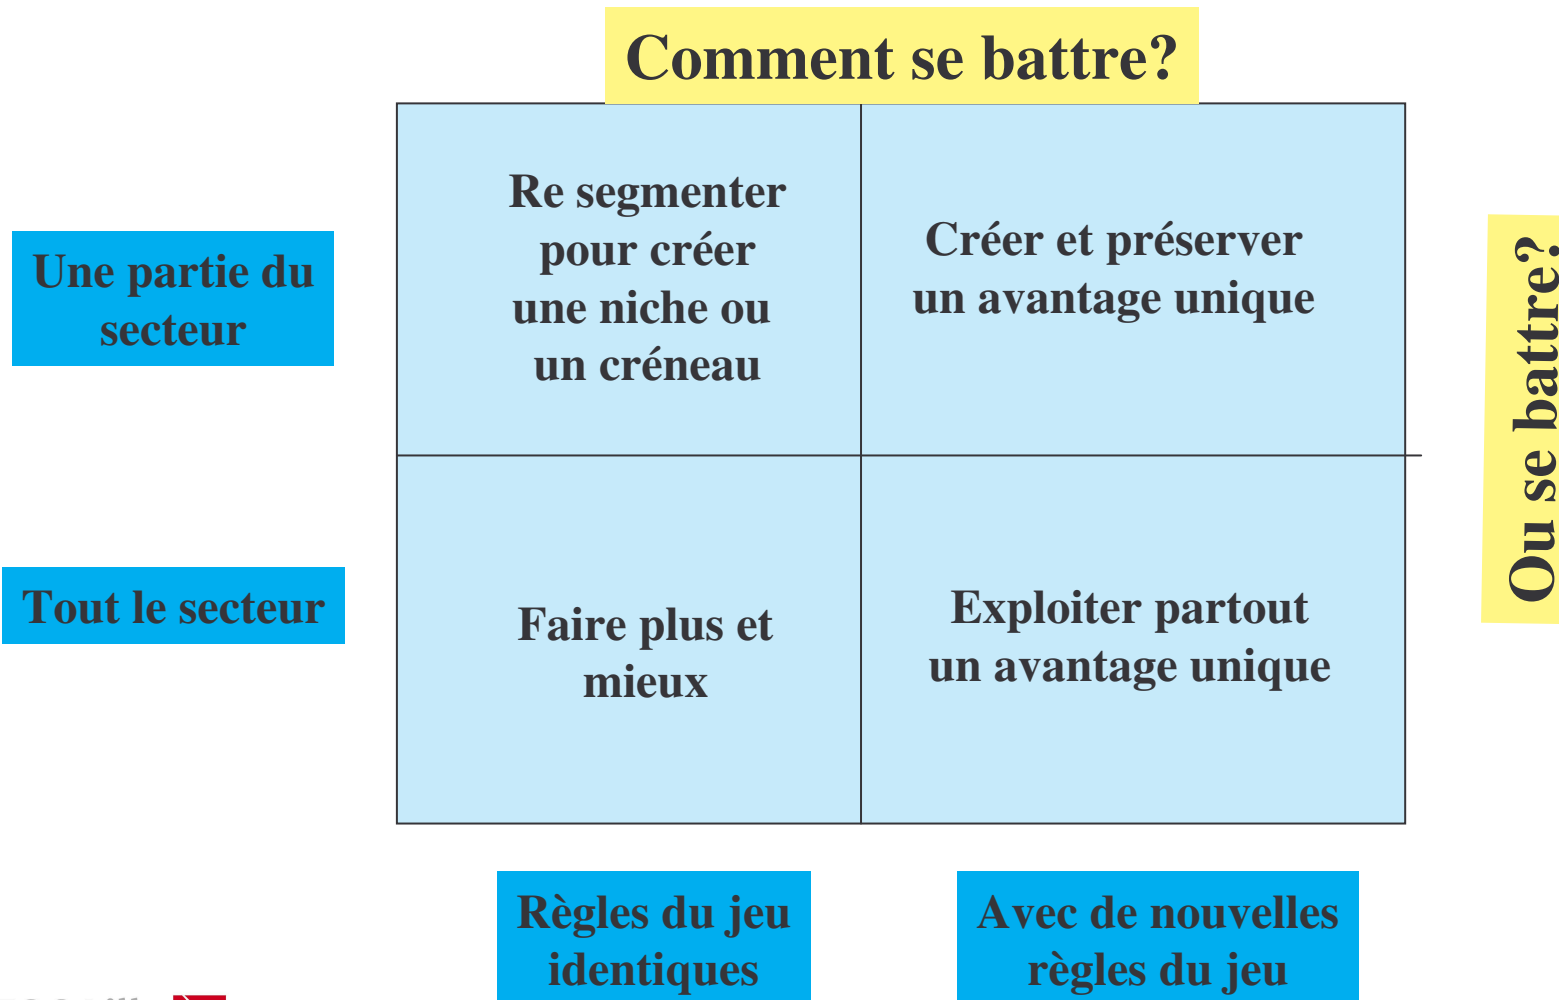 Comment se battre?
Re segmenter
pour créer
une niche ou
un créneau
Créer et préserver
un avantage unique
Une partie du
secteur
Ou se battre?
Tout le secteur
Faire plus et
mieux
Exploiter partout
un avantage unique
Règles du jeu
identiques
Avec de nouvelles
règles du jeu